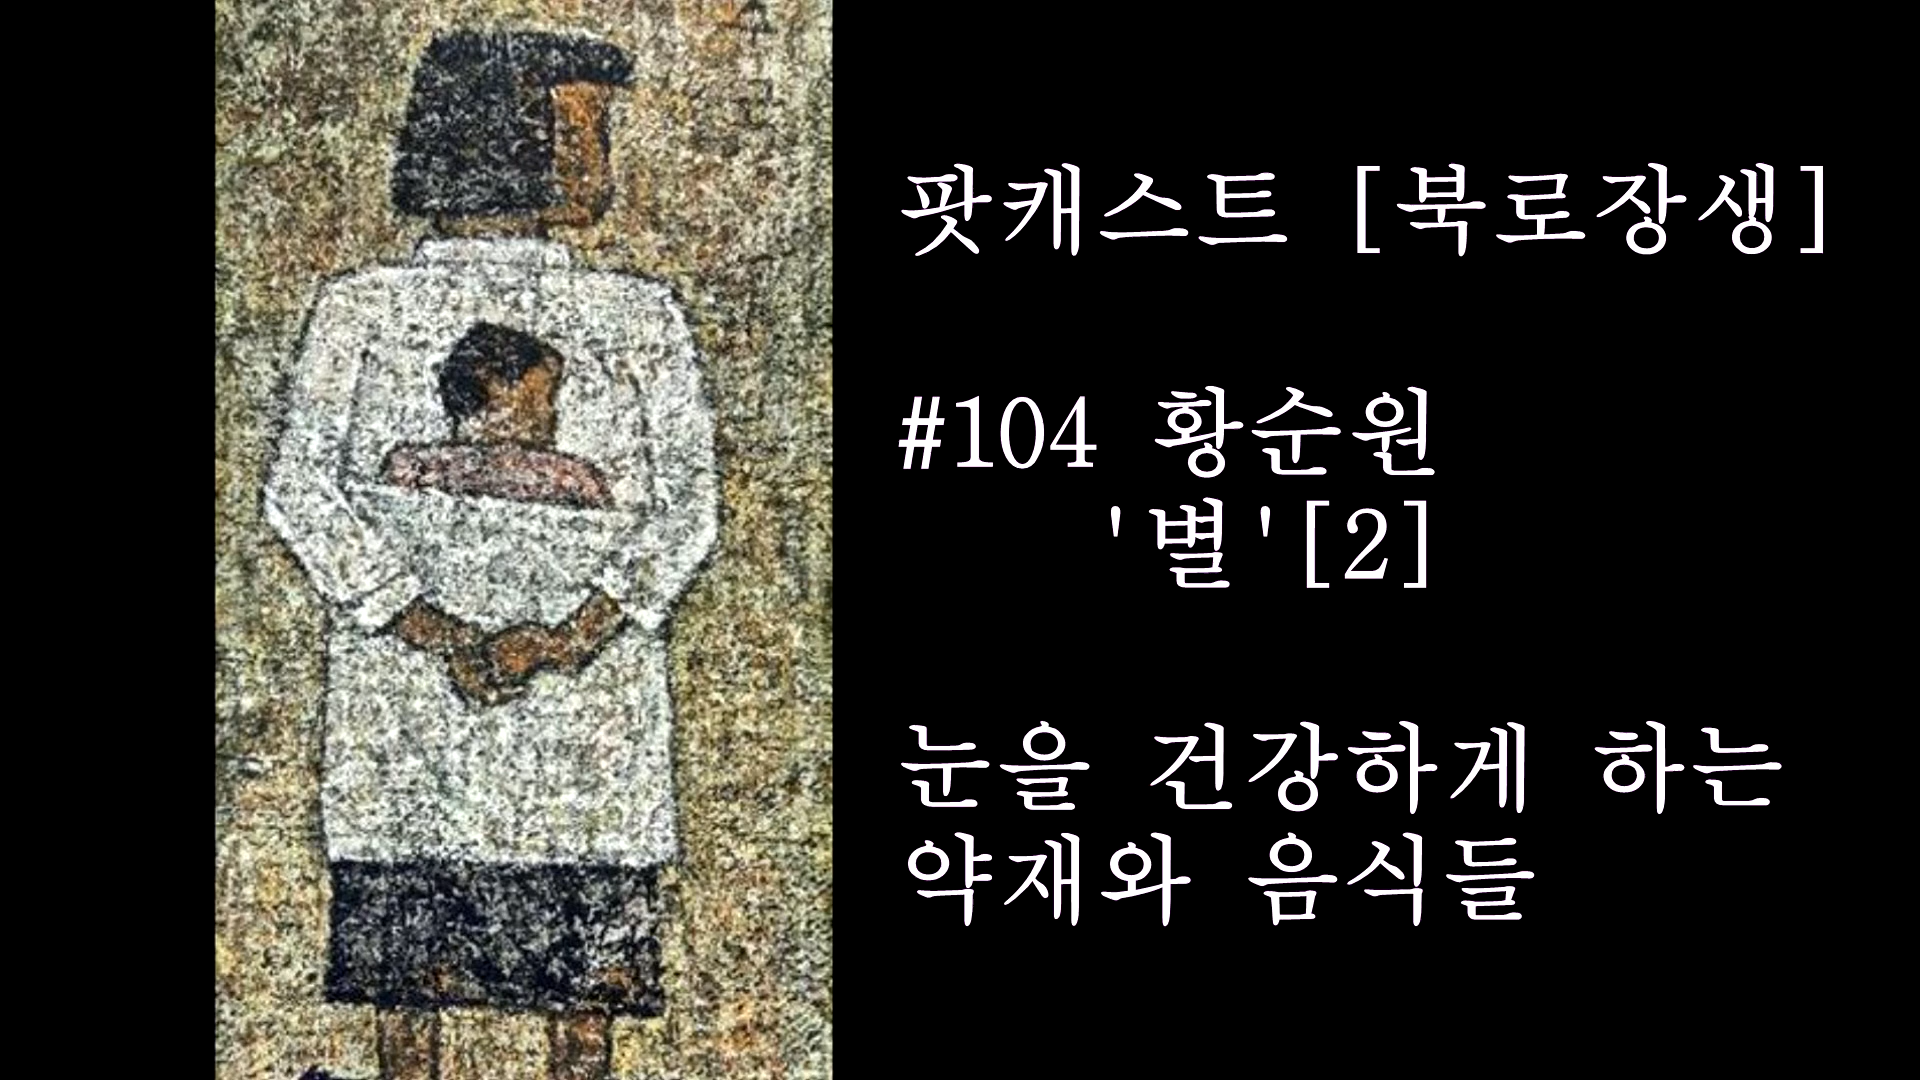 팟캐스트 [북로장생]
#104 황순원
'별'[2]
눈을 건강하게 하는
약재와 음식들